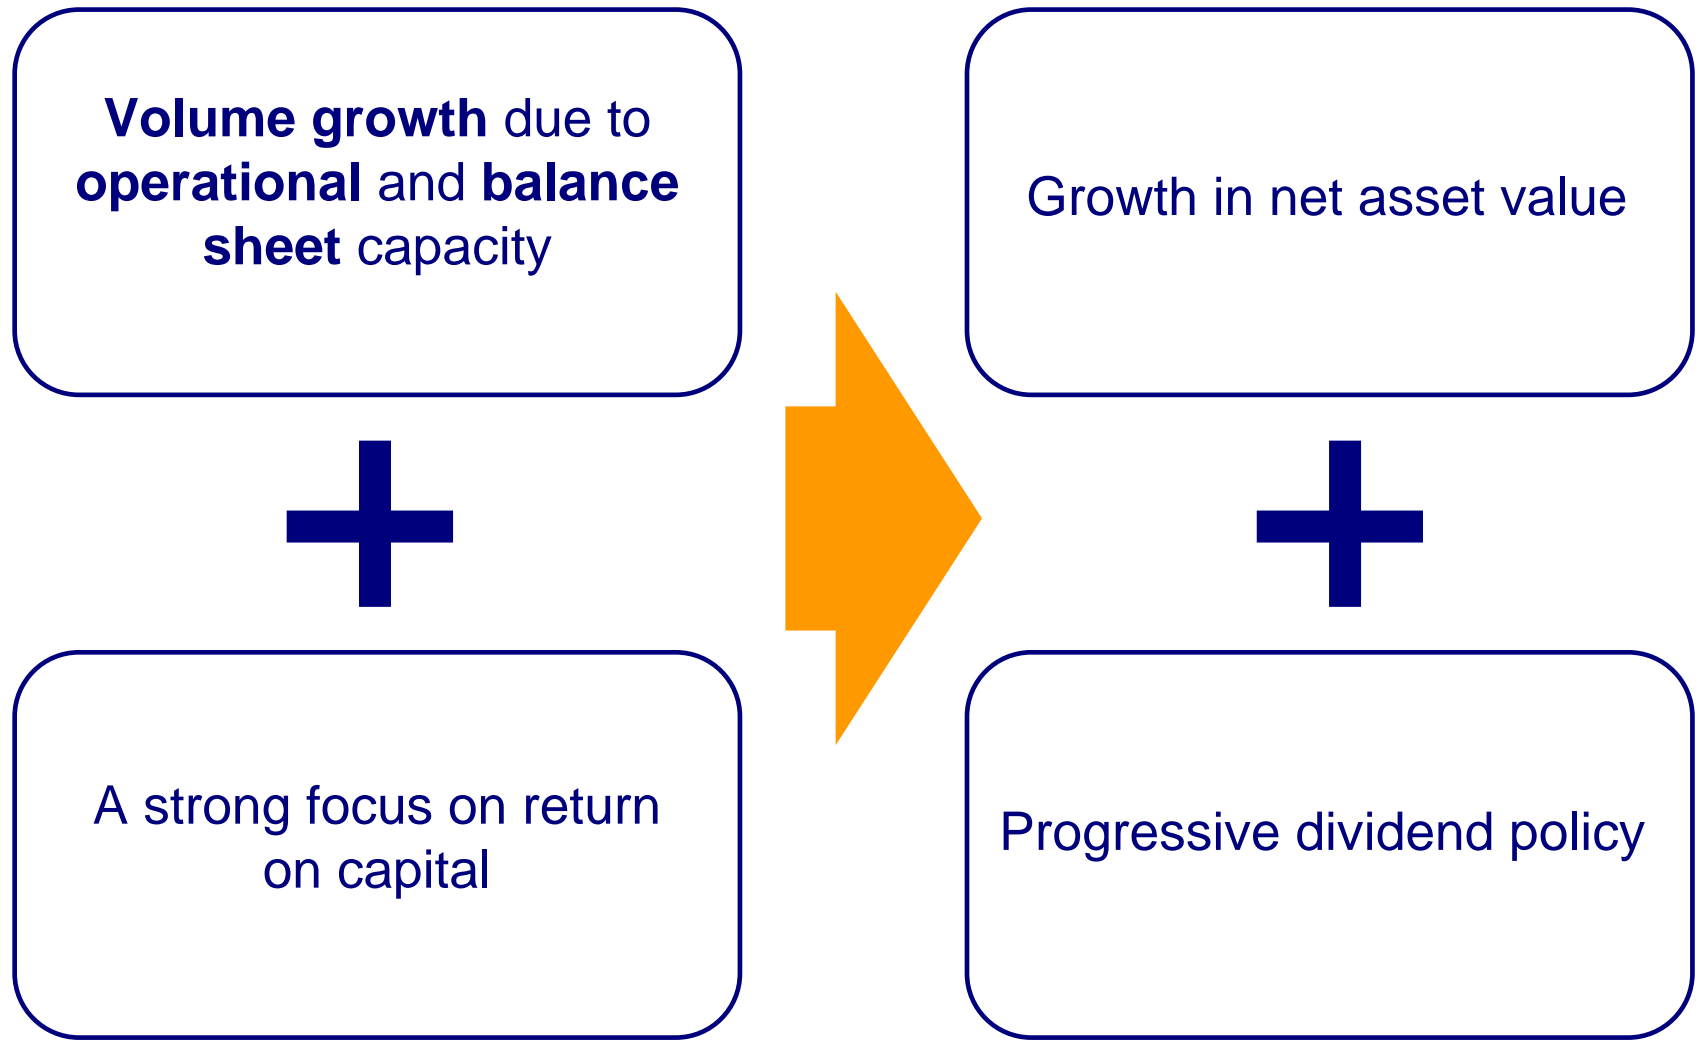 Volume growth due to
operational and balance
sheet capacity
Growth in net asset value
A strong focus on return
on capital
Progressive dividend policy